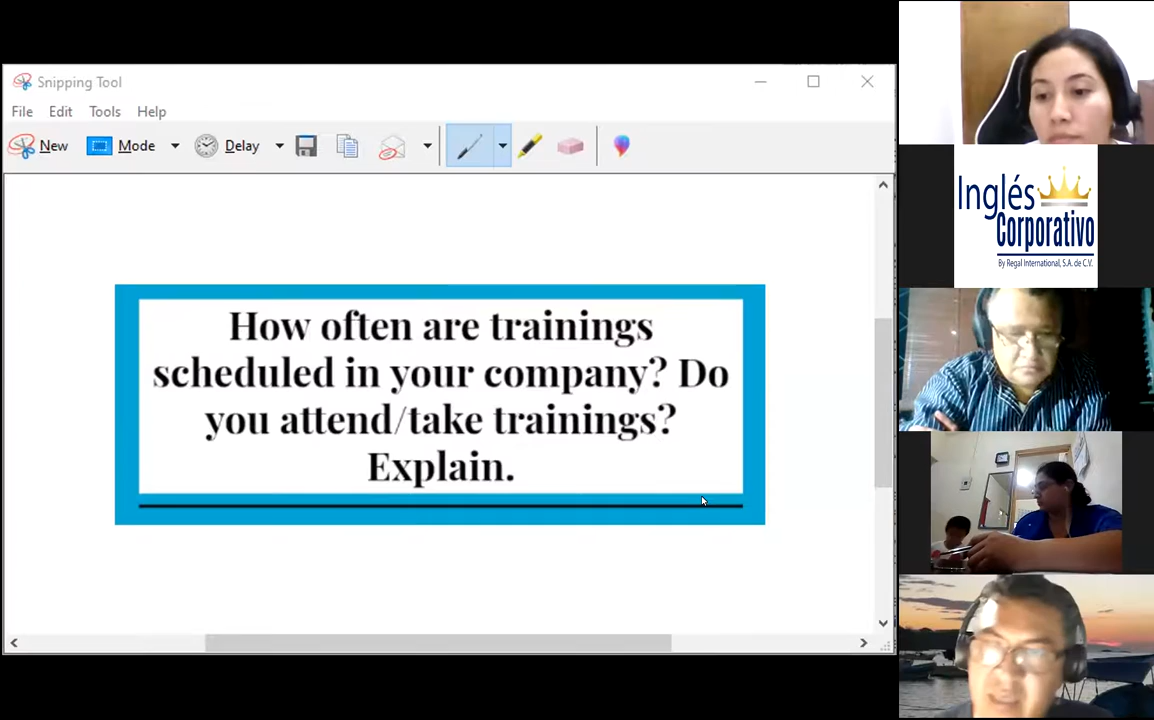 Snipping Tool
File Edit Tools Help
New Mode Delay
How often are trainings
scheduled in your company? Do
you attend/take trainings?
Explain.
Inglés
Corporativo
By Regal International, S.A. de C.V.